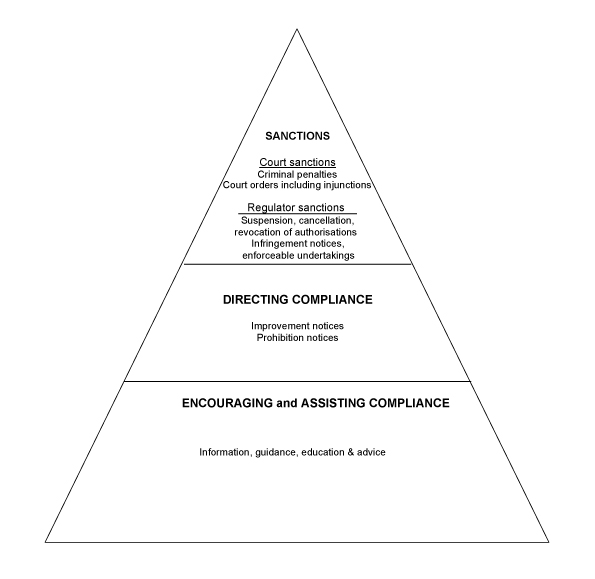 SANCTIONS
Court sanctions
Criminal penalties
Court orders including injunctions
Regulator sanctions
Suspension, cancellation,
revocation of authorisations
Infringement notices,
enforceable undertakings
DIRECTING COMPLIANCE
Improvement notices
Prohibition notices
ENCOURAGING and ASSISTING COMPLIANCE
Information, guidance, education & advice